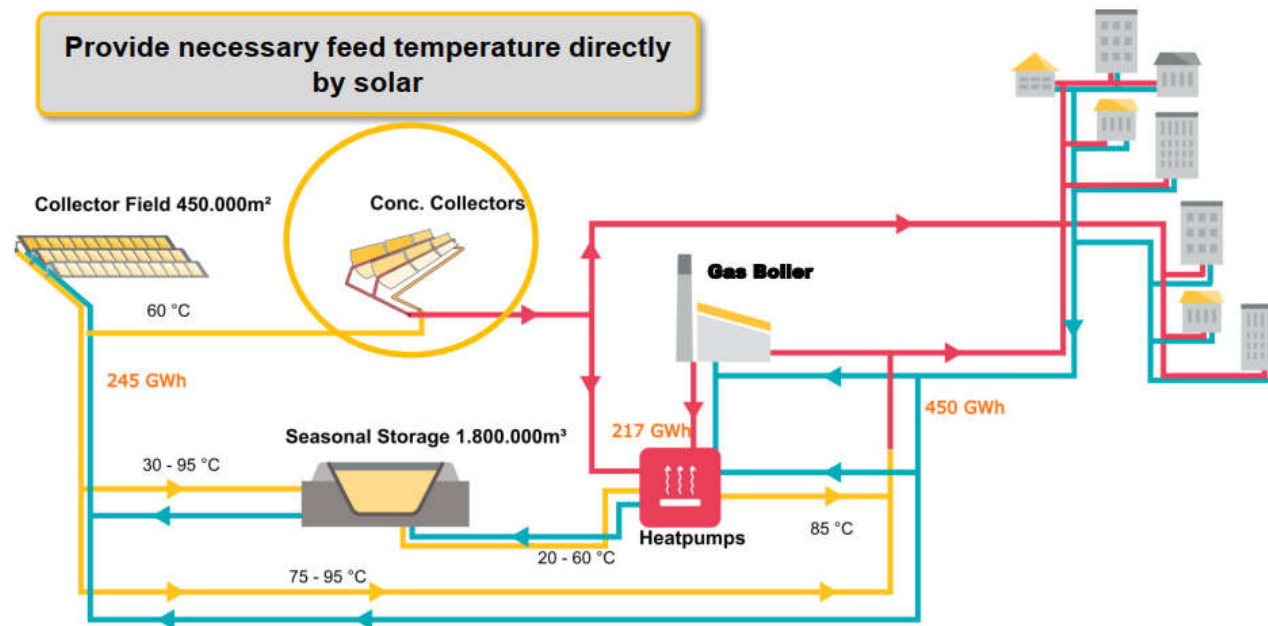 Provide necessary feed temperature directly
by solar
Collector Field 450.000m²
Conc. Collectors
Gas Boiler
60 °C
245 GWh
450 GWh
217 GWh
Seasonal Storage 1.800.000m³
30 - 95 °C
85 °C
Heatpumps
20 - 60 °C
75 - 95 °C